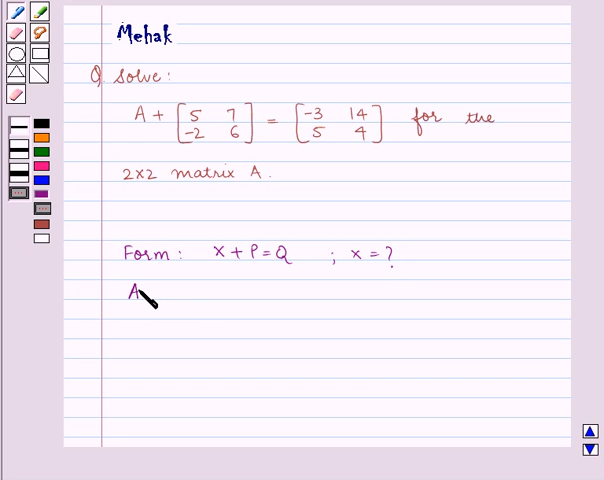 Mehak
Q Solve:
A + [5 7; -2 6] = [-3 14; 5 4] for the
2x2 matrix A.
Form: x + P = Q ; x = ?
A